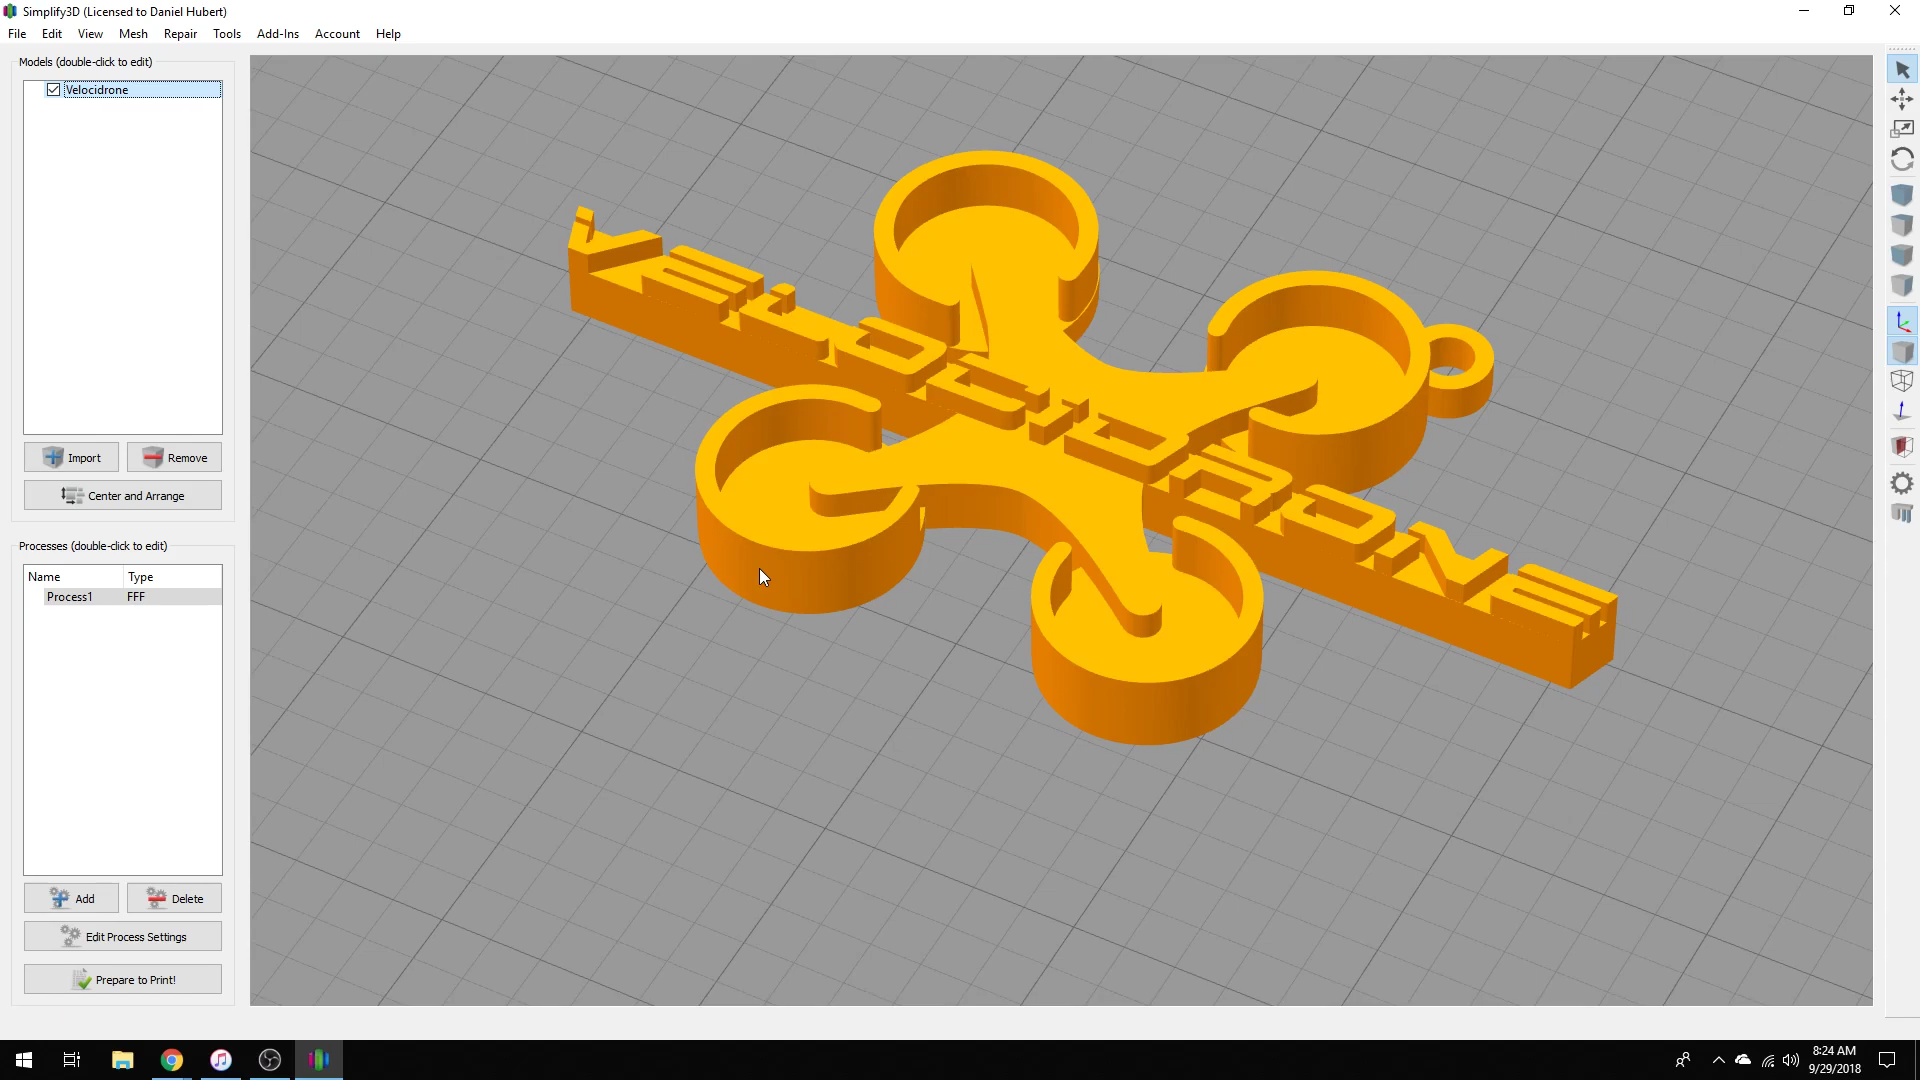 Simplify3D (Licensed to Daniel Hubert)
File Edit View Mesh Repair Tools Add-Ins Account Help
Models (double-click to edit)
Velocidrone
Import Remove
Center and Arrange
Processes (double-click to edit)
Name Type
Process1 FFF
Add Delete
Edit Process Settings
Prepare to Print!
VELOCIDRONE
8:24 AM
9/29/2018